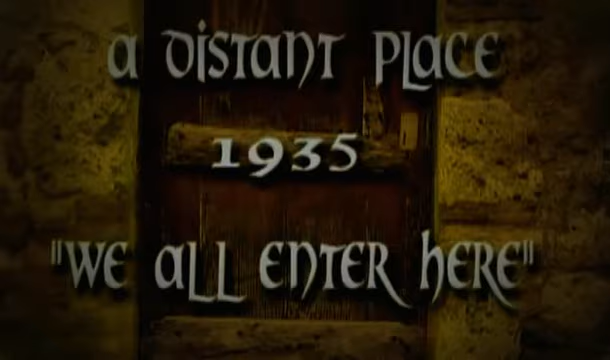 a distant place
1935
"we all enter here"